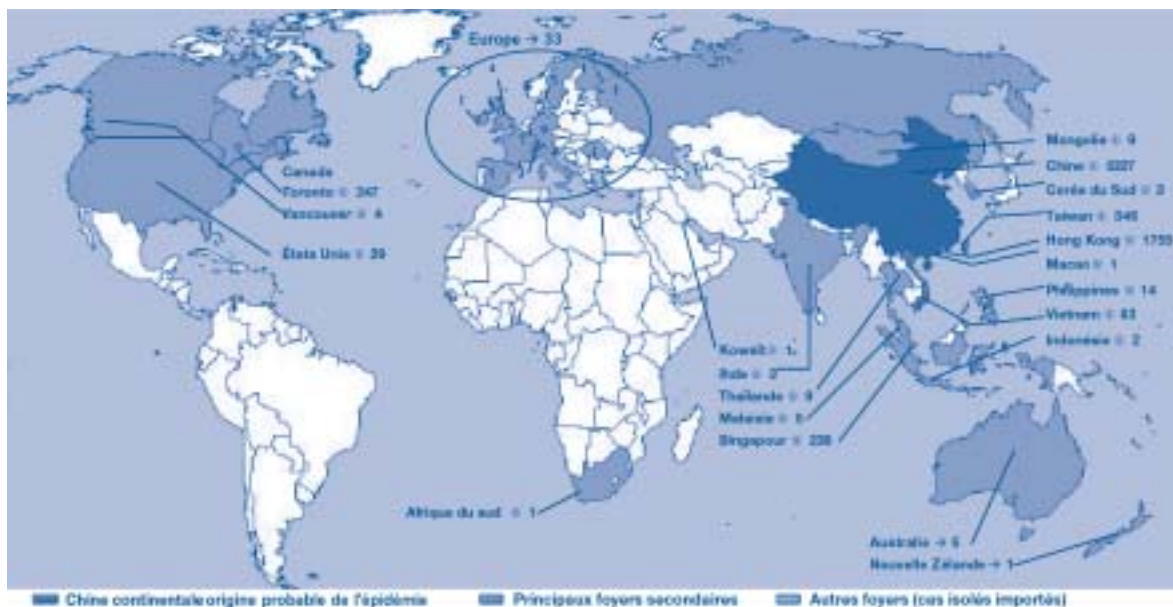 Europe → 33
Canada
Toronto 247
Vancouver 4
États Unis 29
Mongolie 9
Chine 5327
Corée du Sud 3
Taiwan 346
Hong Kong 1755
Macao 1
Philippines 14
Vietnam 63
Indonésie 2
Koweït 1
3
Thaïlande 9
Malaisie 5
Singapour 238
Afrique du sud 1
Australie → 5
Nouvelle Zélande → 1
Chine continentale origine probable de l'épidémie
Principaux foyers secondaires
Autres foyers (cas isolés importés)